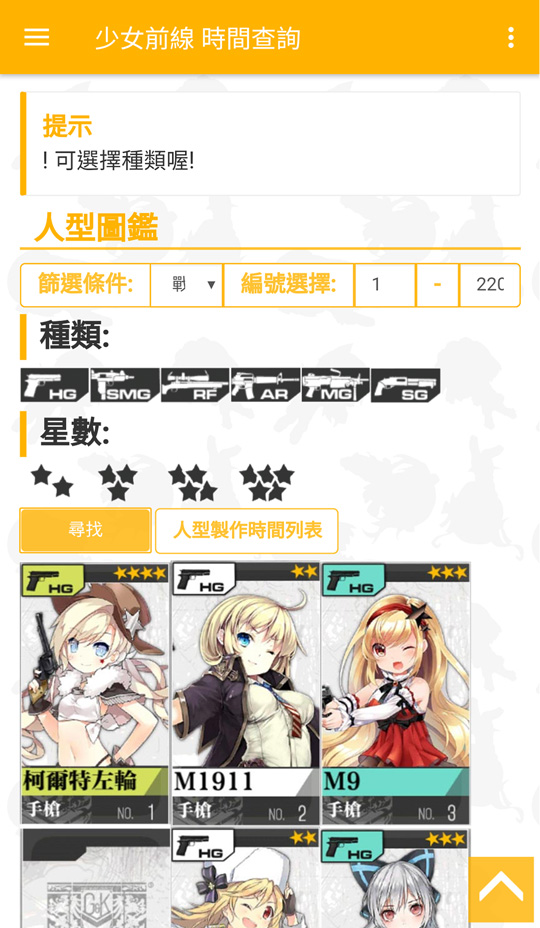 少女前線 時間查詢
提示
! 可選擇種類喔!
人型圖鑑
篩選條件: 戰 ▼ 編號選擇: 1 - 220
種類:
HG SMG RF AR MG SG
星數:
尋找 人型製作時間列表
HG HG HG
柯爾特左輪 M1911 M9
手槍 NO. 1 手槍 NO. 2 手槍 NO. 3
HG HG
G&K